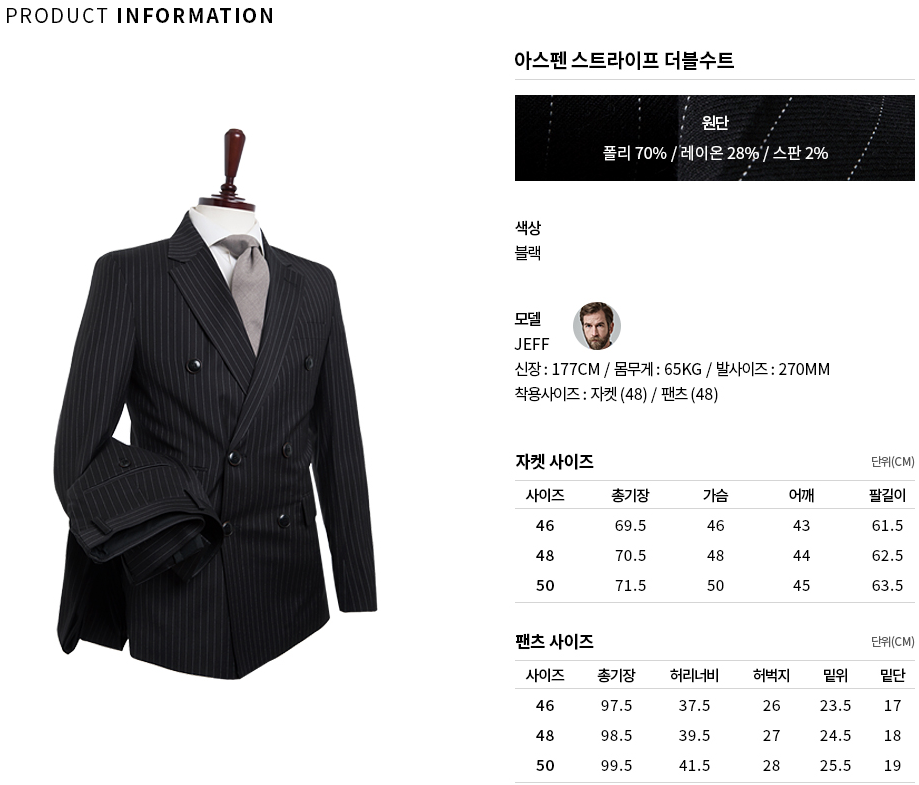 PRODUCT INFORMATION
아스펜 스트라이프 더블수트
원단
폴리 70% / 레이온 28% / 스판 2%
색상
블랙
모델
JEFF
신장 : 177CM / 몸무게 : 65KG / 발사이즈 : 270MM
착용사이즈 : 자켓 (48) / 팬츠 (48)
자켓 사이즈 단위(CM)
사이즈 총기장 가슴 어깨 팔길이
46 69.5 46 43 61.5
48 70.5 48 44 62.5
50 71.5 50 45 63.5
팬츠 사이즈 단위(CM)
사이즈 총기장 허리너비 허벅지 밑위 밑단
46 97.5 37.5 26 23.5 17
48 98.5 39.5 27 24.5 18
50 99.5 41.5 28 25.5 19